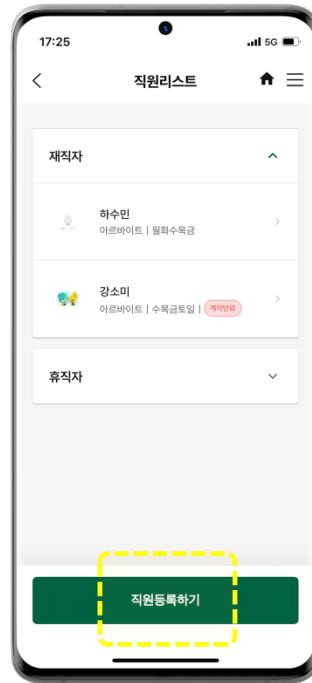 17:25
5G
직원리스트
재직자
하수민
아르바이트 | 월화수목금
강소미
아르바이트 | 수목금토일 | 계약만료
휴직자
직원등록하기